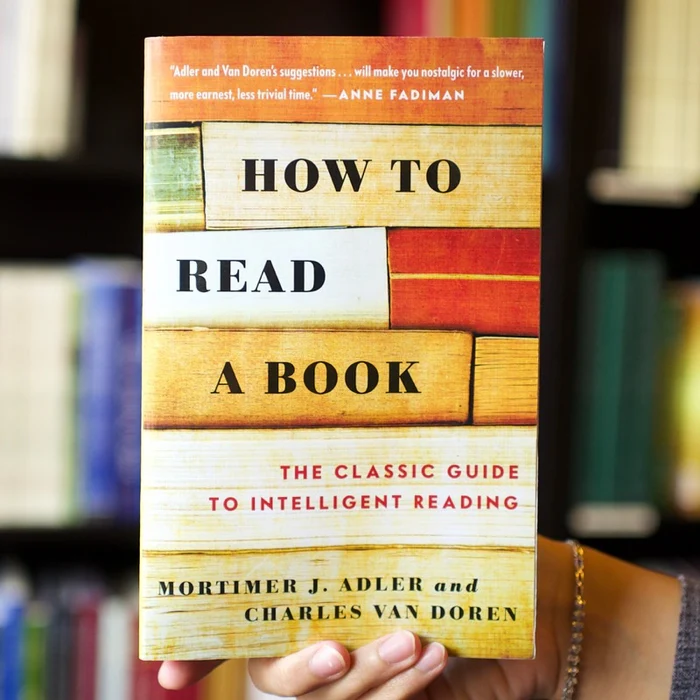 “Adler and Van Doren’s suggestions . . . will make you nostalgic for a slower,
more earnest, less trivial time.” —ANNE FADIMAN
HOW TO
READ
A BOOK
THE CLASSIC GUIDE
TO INTELLIGENT READING
MORTIMER J. ADLER and
CHARLES VAN DOREN